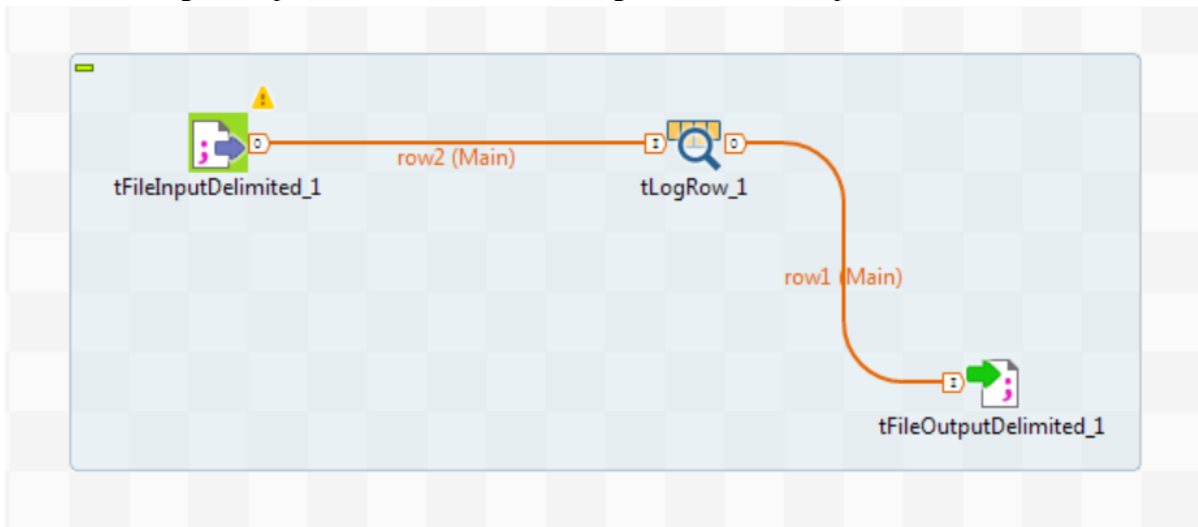 row2 (Main)
tFileInputDelimited_1
tLogRow_1
row1 (Main)
tFileOutputDelimited_1